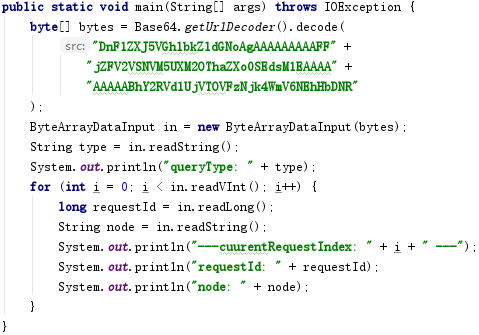 public static void main(String[] args) throws IOException {
byte[] bytes = Base64.getUrlDecoder().decode(
src: "DnF1ZXJ5VGhlbkZldGNoAgAAAAAAAAFF" +
"jZFV2VSNVM5UXM2OThaZXo0SEdsM1EAAAA" +
"AAAAABhY2RVd1UjVTOVFzNjk4WmV6NEhHbDNR"
);
ByteArrayDataInput in = new ByteArrayDataInput(bytes);
String type = in.readString();
System.out.println("queryType: " + type);
for (int i = 0; i < in.readVInt(); i++) {
long requestId = in.readLong();
String node = in.readString();
System.out.println("---cuurentRequestIndex: " + i + " ---");
System.out.println("requestId: " + requestId);
System.out.println("node: " + node);
}
}